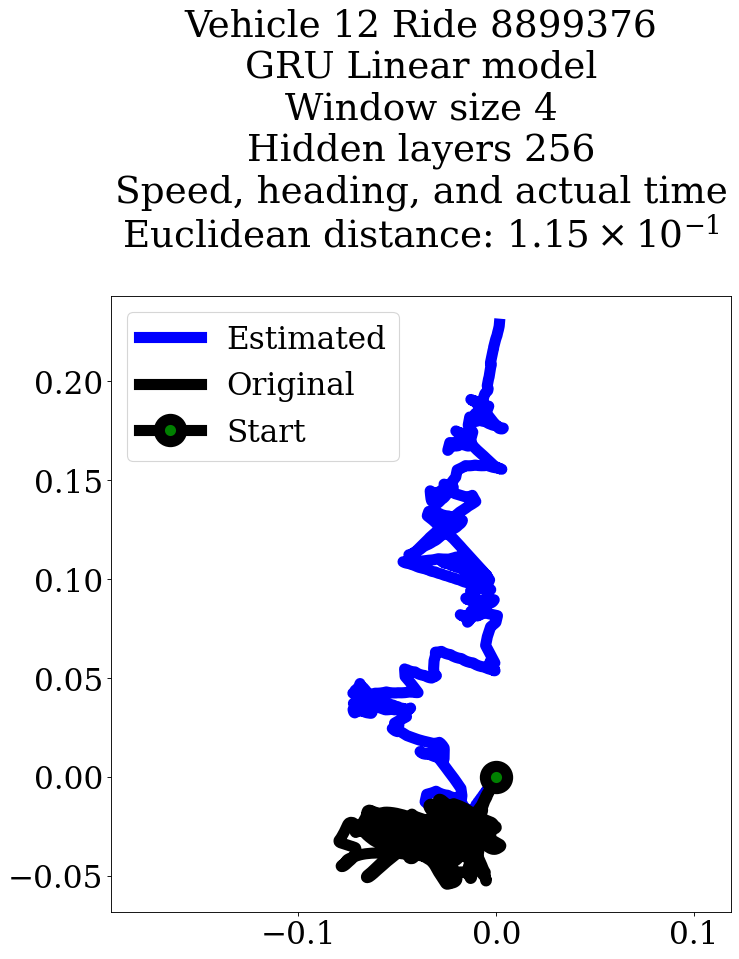 Vehicle 12 Ride 8899376
GRU Linear model
Window size 4
Hidden layers 256
Speed, heading, and actual time
Euclidean distance: 1.15 × 10⁻¹
Estimated
Original
Start
0.20
0.15
0.10
0.05
0.00
−0.05
−0.1
0.0
0.1